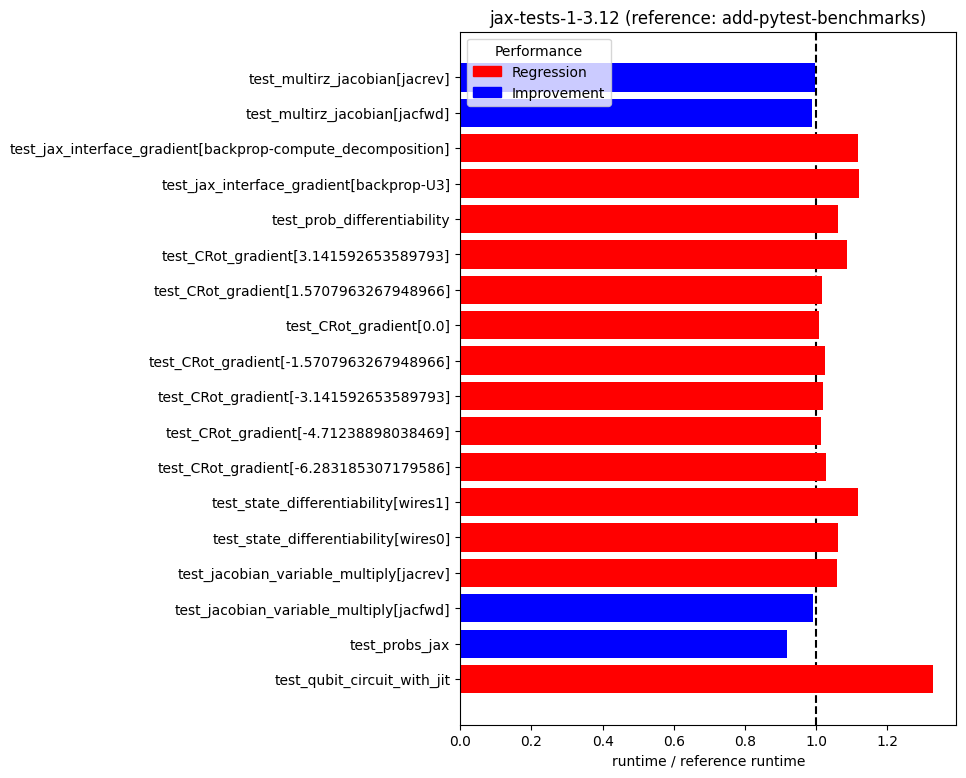 jax-tests-1-3.12 (reference: add-pytest-benchmarks)
Performance
Regression
Improvement
test_multirz_jacobian[jacrev]
test_multirz_jacobian[jacfwd]
test_jax_interface_gradient[backprop-compute_decomposition]
test_jax_interface_gradient[backprop-U3]
test_prob_differentiability
test_CRot_gradient[3.141592653589793]
test_CRot_gradient[1.5707963267948966]
test_CRot_gradient[0.0]
test_CRot_gradient[-1.5707963267948966]
test_CRot_gradient[-3.141592653589793]
test_CRot_gradient[-4.71238898038469]
test_CRot_gradient[-6.283185307179586]
test_state_differentiability[wires1]
test_state_differentiability[wires0]
test_jacobian_variable_multiply[jacrev]
test_jacobian_variable_multiply[jacfwd]
test_probs_jax
test_qubit_circuit_with_jit
0.0 0.2 0.4 0.6 0.8 1.0 1.2
runtime / reference runtime